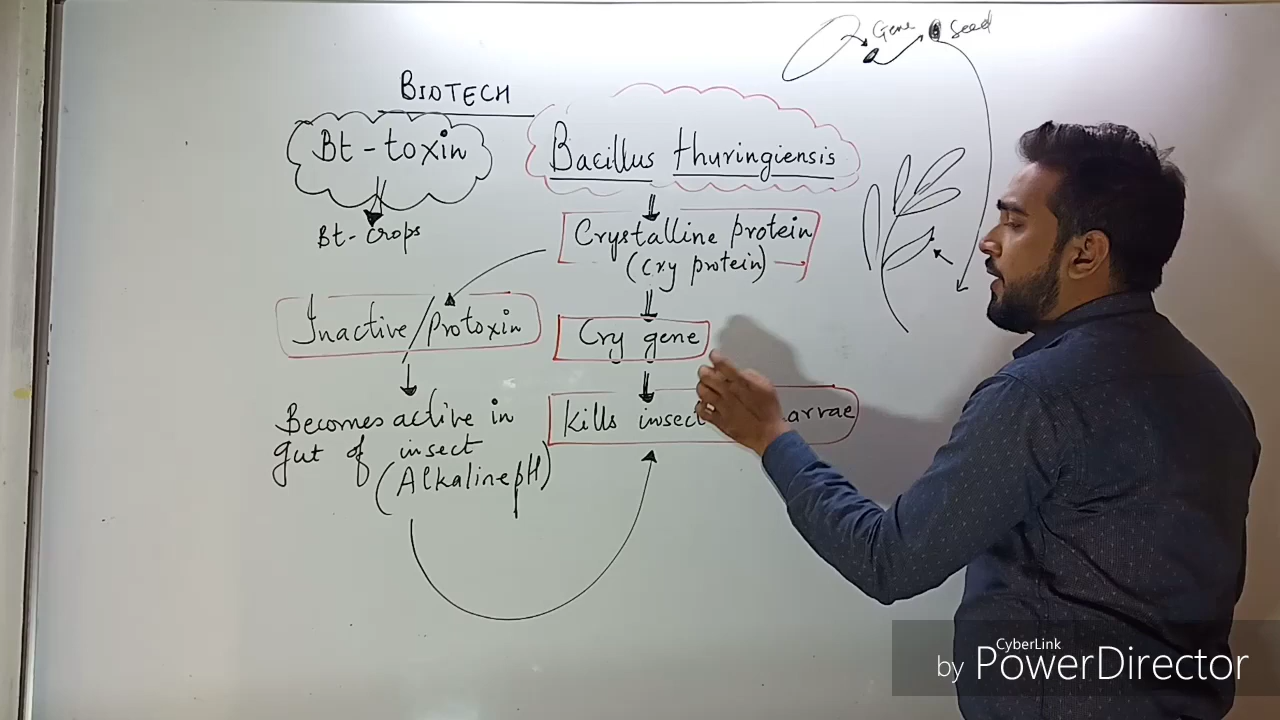 Gene
Seed
BIOTECH
Bt-toxin
Bacillus thuringiensis
Bt-crops
Crystalline protein
(Cry protein)
Inactive/Protoxin
Cry gene
Becomes active in
gut of insect
(Alkaline pH)
Kills insect arvae
CyberLink
by PowerDirector